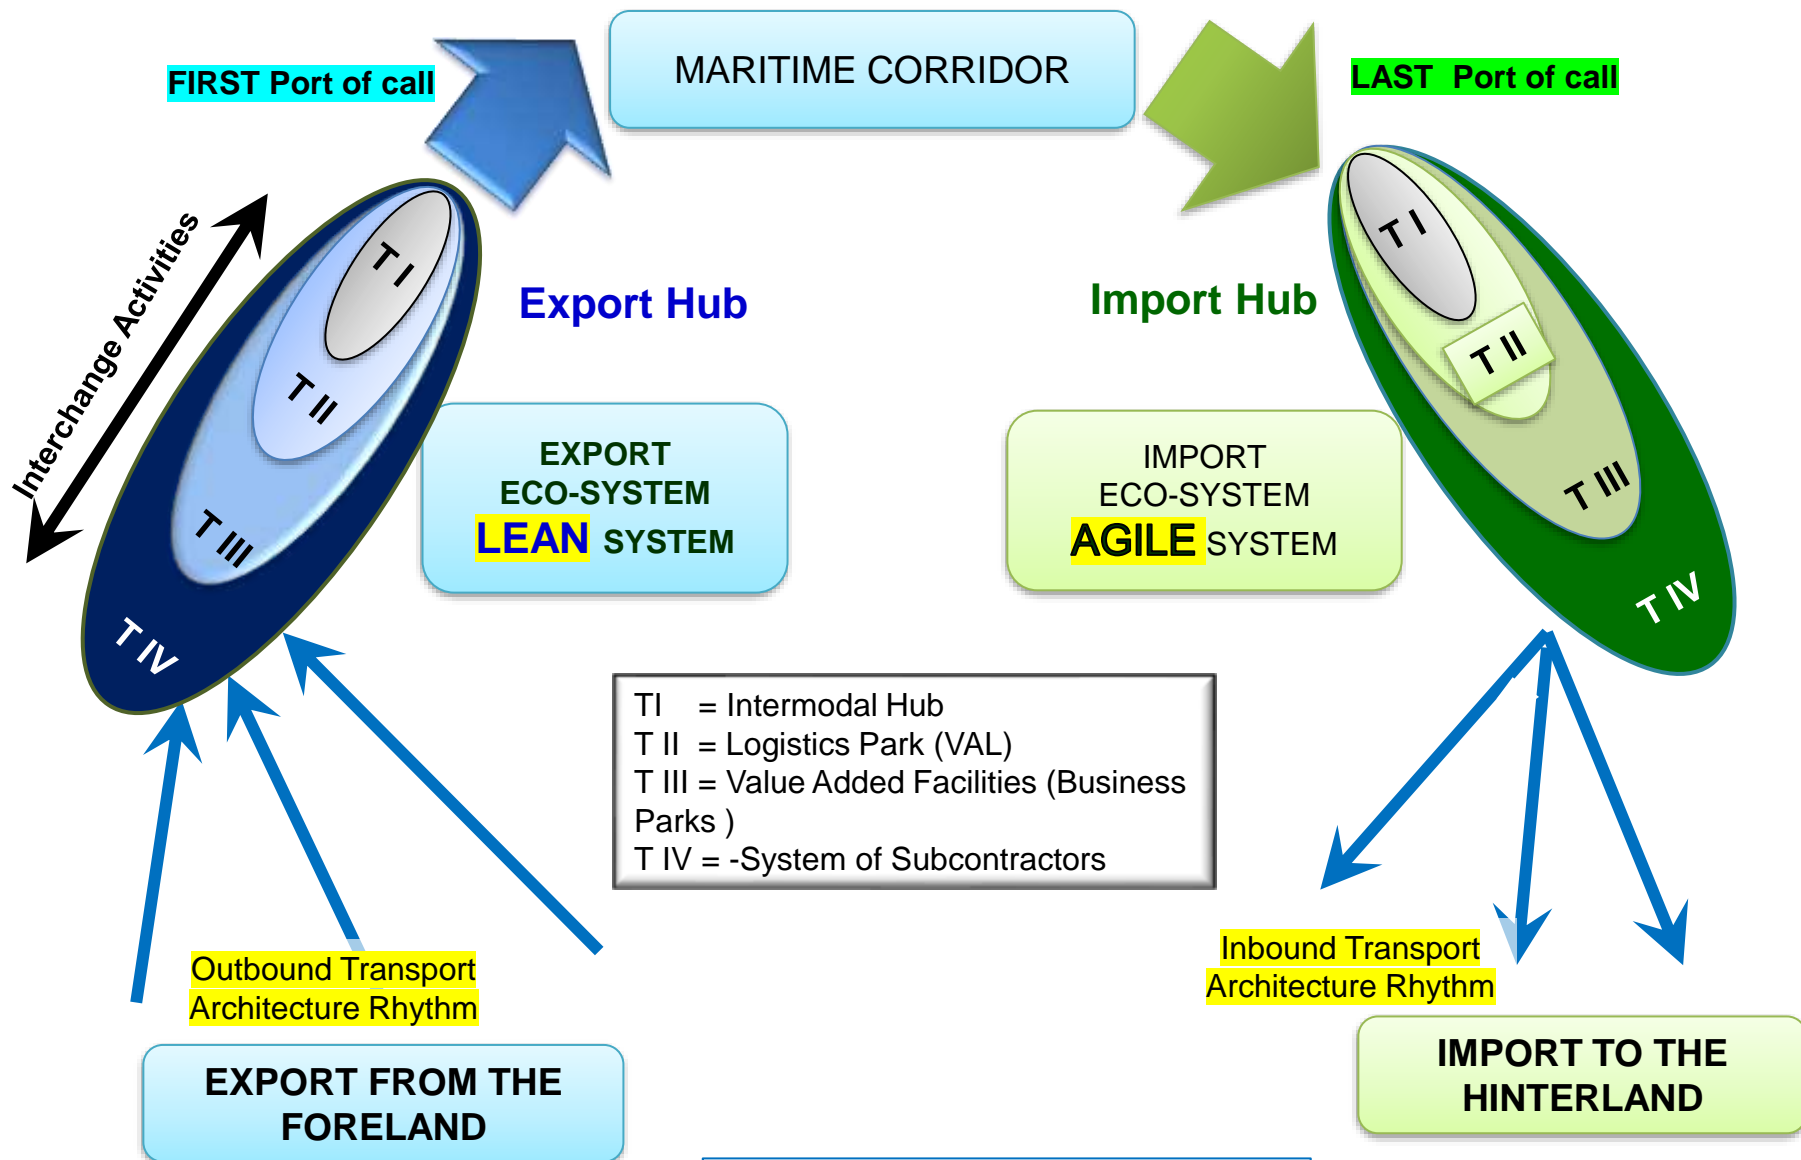 MARITIME CORRIDOR
FIRST Port of call
LAST Port of call
Interchange Activities
T I
T II
T III
T IV
Export Hub
Import Hub
T I
T II
T III
T IV
EXPORT
ECO-SYSTEM
LEAN SYSTEM
IMPORT
ECO-SYSTEM
AGILE SYSTEM
TI = Intermodal Hub
T II = Logistics Park (VAL)
T III = Value Added Facilities (Business
Parks )
T IV = -System of Subcontractors
Outbound Transport
Architecture Rhythm
Inbound Transport
Architecture Rhythm
EXPORT FROM THE
FORELAND
IMPORT TO THE
HINTERLAND